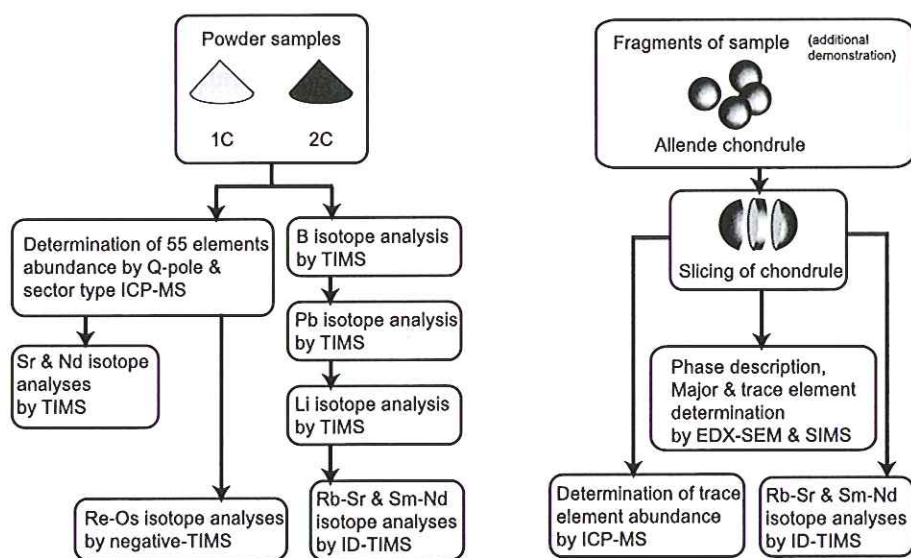 Powder samples
1C
2C
Determination of 55 elements
abundance by Q-pole &
sector type ICP-MS
Sr & Nd isotope
analyses
by TIMS
Re-Os isotope analyses
by negative-TIMS
B isotope analysis
by TIMS
Pb isotope analysis
by TIMS
Li isotope analysis
by TIMS
Rb-Sr & Sm-Nd
isotope analyses
by ID-TIMS
Fragments of sample
(additional
demonstration)
Allende chondrule
Slicing of chondrule
Phase description,
Major & trace element
determination
by EDX-SEM & SIMS
Determination of trace
element abundance
by ICP-MS
Rb-Sr & Sm-Nd
isotope analyses
by ID-TIMS